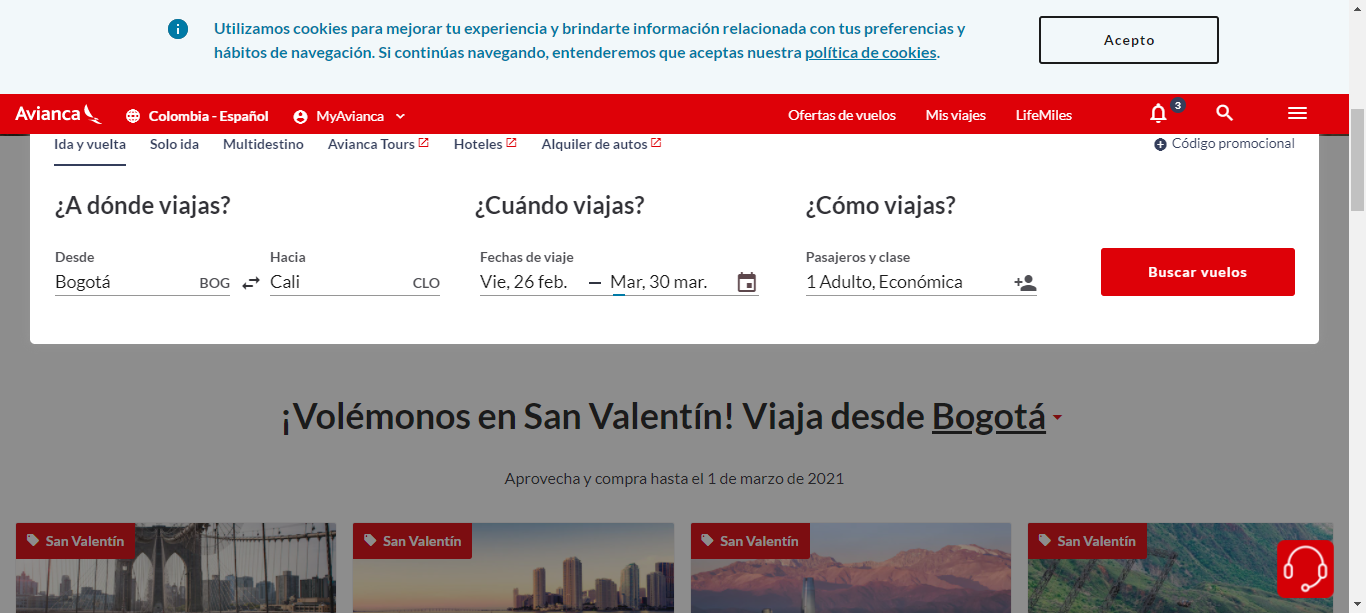 Utilizamos cookies para mejorar tu experiencia y brindarte información relacionada con tus preferencias y
hábitos de navegación. Si continúas navegando, entenderemos que aceptas nuestra política de cookies.
Acepto
Avianca
Colombia - Español
MyAvianca
Ofertas de vuelos
Mis viajes
LifeMiles
3
Ida y vuelta
Solo ida
Multidestino
Avianca Tours
Hoteles
Alquiler de autos
Código promocional
¿A dónde viajas?
¿Cuándo viajas?
¿Cómo viajas?
Desde
Hacia
Fechas de viaje
Pasajeros y clase
Bogotá
BOG
Cali
CLO
Vie, 26 feb.
Mar, 30 mar.
1 Adulto, Económica
Buscar vuelos
¡Volémonos en San Valentín! Viaja desde Bogotá
Aprovecha y compra hasta el 1 de marzo de 2021
San Valentín
San Valentín
San Valentín
San Valentín